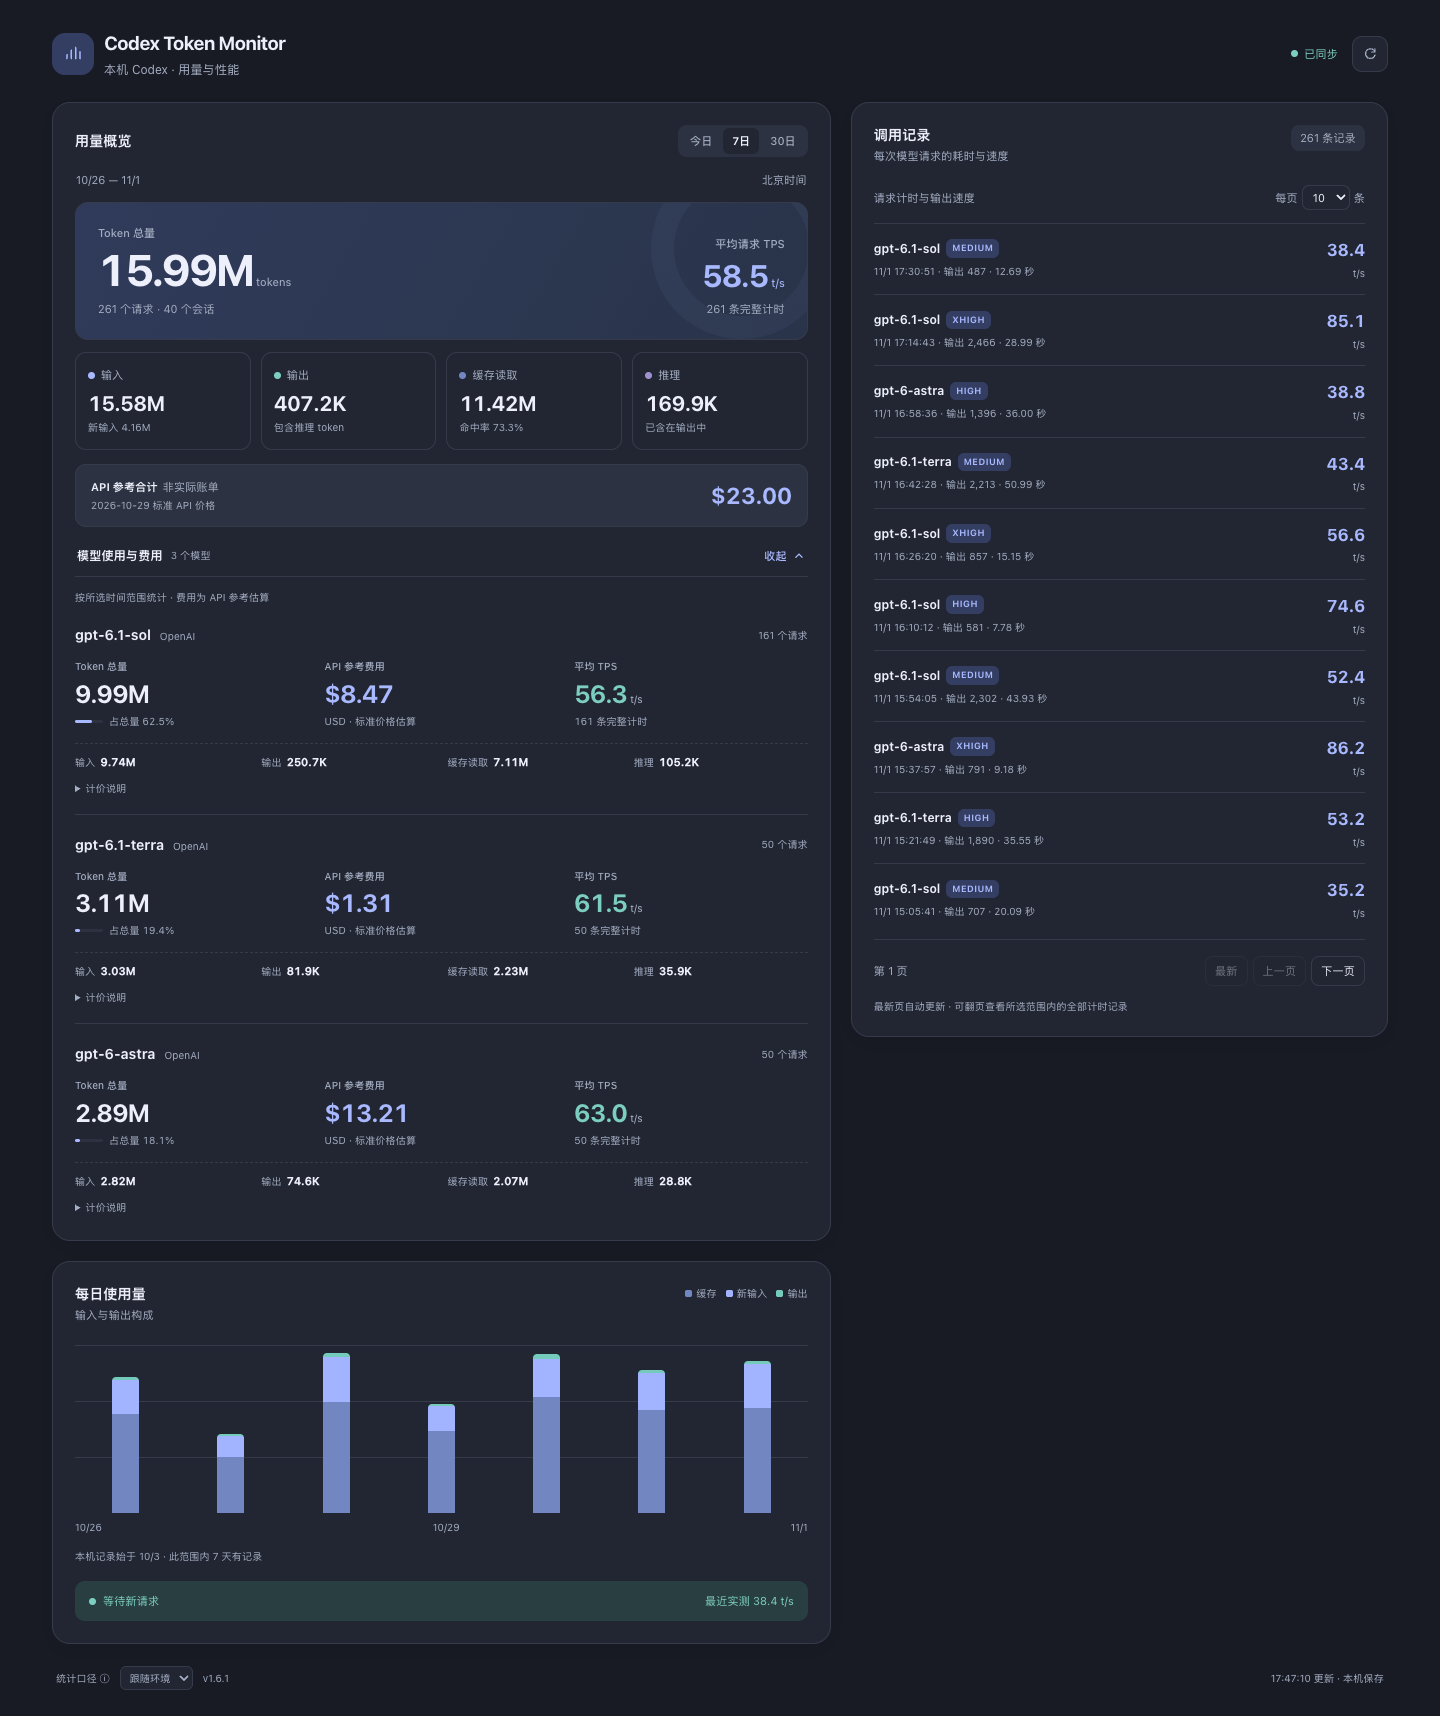 Codex Token Monitor
本机 Codex · 用量与性能
已同步
用量概览
今日 7日 30日
10/26 — 11/1
北京时间
Token 总量
15.99M tokens
261 个请求 · 40 个会话
平均请求 TPS
58.5 t/s
261 条完整计时
输入
15.58M
新输入 4.16M
输出
407.2K
包含推理 token
缓存读取
11.42M
命中率 73.3%
推理
169.9K
已含在输出中
API 参考合计 非实际账单
2026-10-29 标准 API 价格
$23.00
模型使用与费用 3 个模型
收起
按所选时间范围统计 · 费用为 API 参考估算
gpt-6.1-sol OpenAI
161 个请求
Token 总量
9.99M
占总量 62.5%
API 参考费用
$8.47
USD · 标准价格估算
平均 TPS
56.3 t/s
161 条完整计时
输入 9.74M
输出 250.7K
缓存读取 7.11M
推理 105.2K
▶ 计价说明
gpt-6.1-terra OpenAI
50 个请求
Token 总量
3.11M
占总量 19.4%
API 参考费用
$1.31
USD · 标准价格估算
平均 TPS
61.5 t/s
50 条完整计时
输入 3.03M
输出 81.9K
缓存读取 2.23M
推理 35.9K
▶ 计价说明
gpt-6-astra OpenAI
50 个请求
Token 总量
2.89M
占总量 18.1%
API 参考费用
$13.21
USD · 标准价格估算
平均 TPS
63.0 t/s
50 条完整计时
输入 2.82M
输出 74.6K
缓存读取 2.07M
推理 28.8K
▶ 计价说明
每日使用量
输入与输出构成
缓存 新输入 输出
10/26
10/29
11/1
本机记录始于 10/3 · 此范围内 7 天有记录
等待新请求
最近实测 38.4 t/s
调用记录
每次模型请求的耗时与速度
261 条记录
请求计时与输出速度
每页 10 条
gpt-6.1-sol MEDIUM
11/1 17:30:51 · 输出 487 · 12.69 秒
38.4
t/s
gpt-6.1-sol XHIGH
11/1 17:14:43 · 输出 2,466 · 28.99 秒
85.1
t/s
gpt-6-astra HIGH
11/1 16:58:36 · 输出 1,396 · 36.00 秒
38.8
t/s
gpt-6.1-terra MEDIUM
11/1 16:42:28 · 输出 2,213 · 50.99 秒
43.4
t/s
gpt-6.1-sol XHIGH
11/1 16:26:20 · 输出 857 · 15.15 秒
56.6
t/s
gpt-6.1-sol HIGH
11/1 16:10:12 · 输出 581 · 7.78 秒
74.6
t/s
gpt-6.1-sol MEDIUM
11/1 15:54:05 · 输出 2,302 · 43.93 秒
52.4
t/s
gpt-6-astra XHIGH
11/1 15:37:57 · 输出 791 · 9.18 秒
86.2
t/s
gpt-6.1-terra HIGH
11/1 15:21:49 · 输出 1,890 · 35.55 秒
53.2
t/s
gpt-6.1-sol MEDIUM
11/1 15:05:41 · 输出 707 · 20.09 秒
35.2
t/s
第 1 页
最新 上一页 下一页
最新页自动更新 · 可翻页查看所选范围内的全部计时记录
统计口径 ⓘ 跟随环境 v1.6.1
17:47:10 更新 · 本机保存